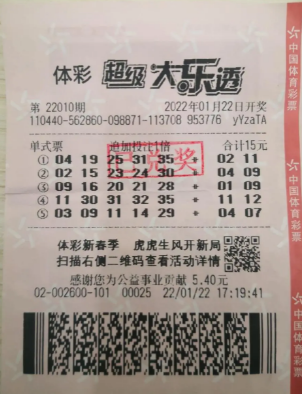 体彩 超级大乐透
第 22010期 2022年01月22日开奖
110440-562860-098871-113708 953776 yYzaTA
单式票 追加投注1倍 合计15元
① 04 19 25 35 * 02 11
② 02 15 23 24 30 * 04 09
③ 09 16 20 21 28 * 01 09
④ 11 30 31 32 35 * 11 12
⑤ 03 09 11 14 29 * 04 07
已兑奖
体彩新春季 虎虎生风开新局
扫描右侧二维码查看活动详情
感谢您为公益事业贡献 5.40元
02-002600-101 00025 22/01/22 17:19:41
中国体育彩票
中国体育彩票
中国体育彩票